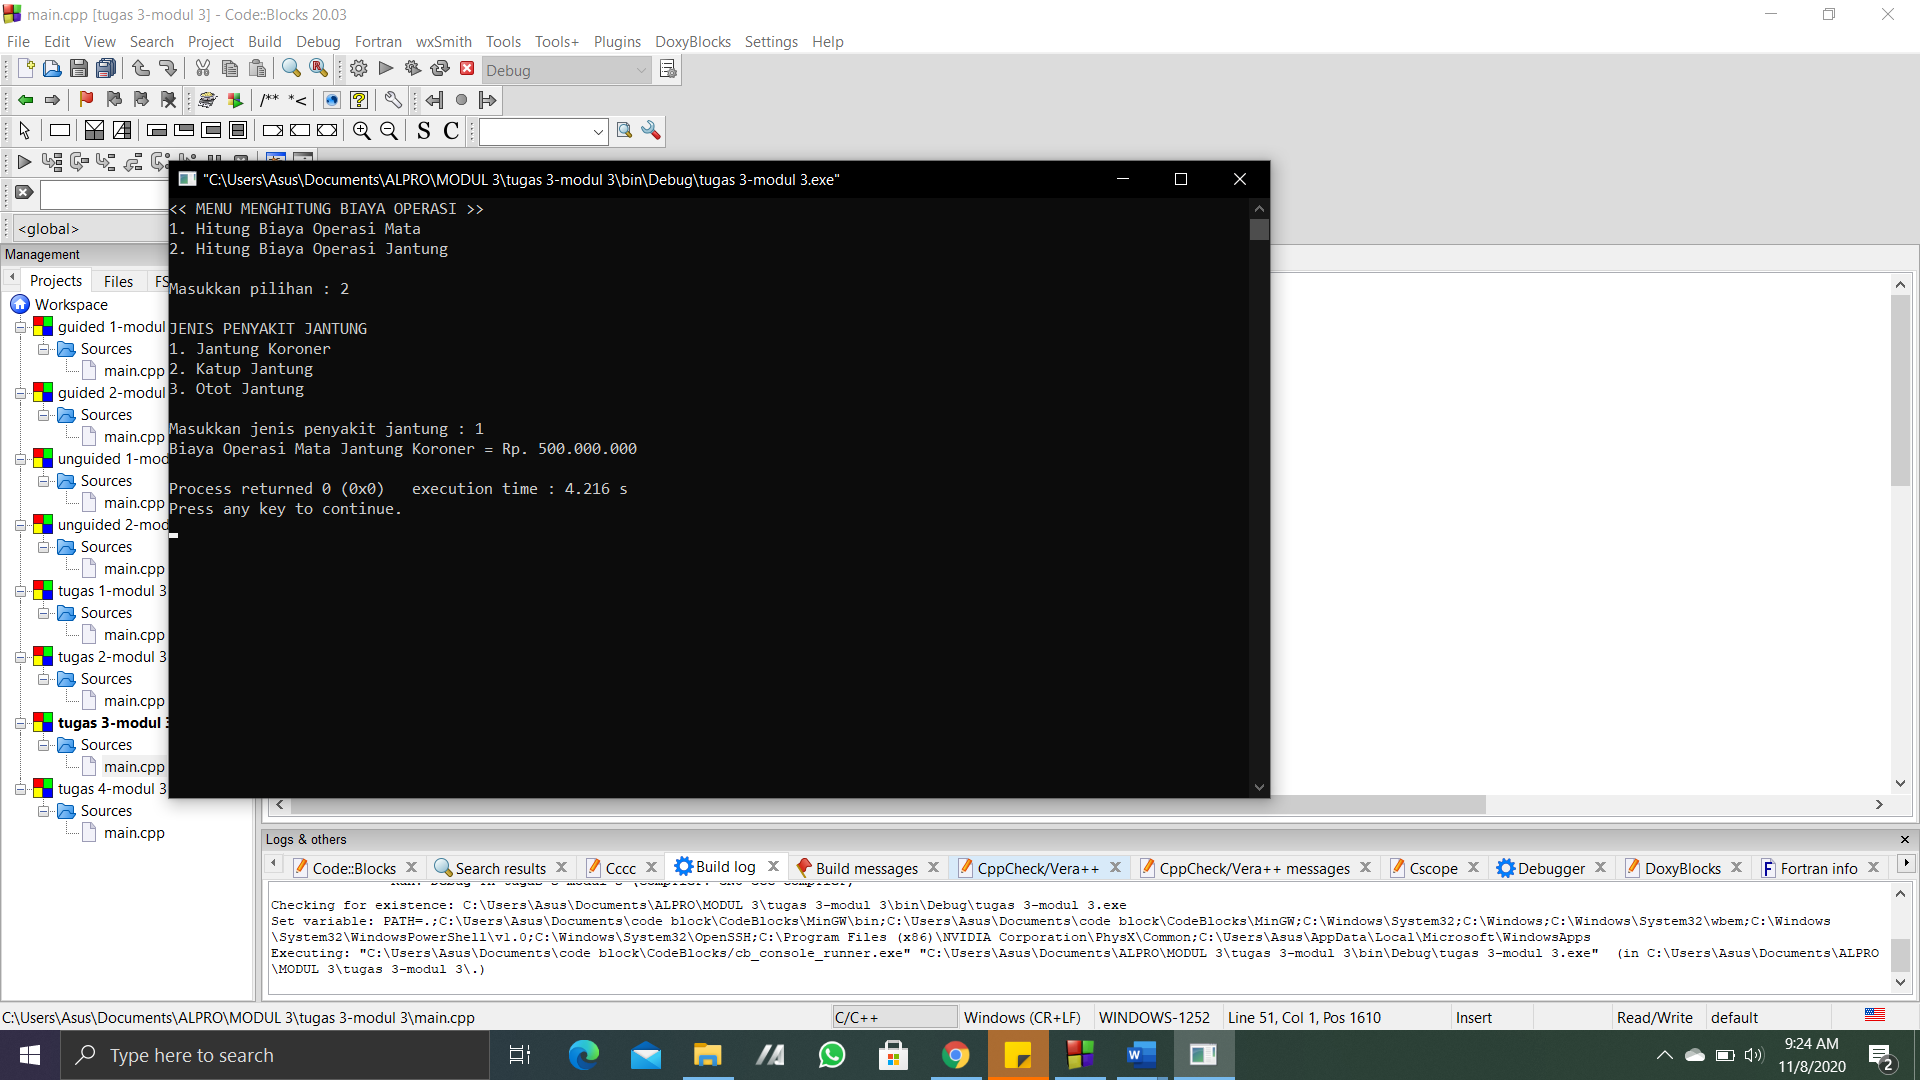 main.cpp [tugas 3-modul 3] - Code::Blocks 20.03
File Edit View Search Project Build Debug Fortran wxSmith Tools Tools+ Plugins DoxyBlocks Settings Help
Debug
/** *<
S C
"C:\Users\Asus\Documents\ALPRO\MODUL 3\tugas 3-modul 3\bin\Debug\tugas 3-modul 3.exe"
<< MENU MENGHITUNG BIAYA OPERASI >>
1. Hitung Biaya Operasi Mata
2. Hitung Biaya Operasi Jantung
Masukkan pilihan : 2
JENIS PENYAKIT JANTUNG
1. Jantung Koroner
2. Katup Jantung
3. Otot Jantung
Masukkan jenis penyakit jantung : 1
Biaya Operasi Mata Jantung Koroner = Rp. 500.000.000
Process returned 0 (0x0) execution time : 4.216 s
Press any key to continue.
<global>
Management
Projects Files FS
Workspace
guided 1-modul
Sources
main.cpp
guided 2-modul
Sources
main.cpp
unguided 1-mod
Sources
main.cpp
unguided 2-mod
Sources
main.cpp
tugas 1-modul 3
Sources
main.cpp
tugas 2-modul 3
Sources
main.cpp
tugas 3-modul 3
Sources
main.cpp
tugas 4-modul 3
Sources
main.cpp
Logs & others
Code::Blocks Search results Cccc Build log Build messages CppCheck/Vera++ CppCheck/Vera++ messages Cscope Debugger DoxyBlocks Fortran info
Checking for existence: C:\Users\Asus\Documents\ALPRO\MODUL 3\tugas 3-modul 3\bin\Debug\tugas 3-modul 3.exe
Set variable: PATH=.;C:\Users\Asus\Documents\code block\CodeBlocks\MinGW\bin;C:\Users\Asus\Documents\code block\CodeBlocks\MinGW;C:\Windows\System32;C:\Windows;C:\Windows\System32\wbem;C:\Windows
\System32\WindowsPowerShell\v1.0;C:\Windows\System32\OpenSSH;C:\Program Files (x86)\NVIDIA Corporation\PhysX\Common;C:\Users\Asus\AppData\Local\Microsoft\WindowsApps
Executing: "C:\Users\Asus\Documents\code block\CodeBlocks/cb_console_runner.exe" "C:\Users\Asus\Documents\ALPRO\MODUL 3\tugas 3-modul 3\bin\Debug\tugas 3-modul 3.exe" (in C:\Users\Asus\Documents\ALPRO
\MODUL 3\tugas 3-modul 3\.)
C:\Users\Asus\Documents\ALPRO\MODUL 3\tugas 3-modul 3\main.cpp C/C++ Windows (CR+LF) WINDOWS-1252 Line 51, Col 1, Pos 1610 Insert Read/Write default
Type here to search
9:24 AM
11/8/2020
2